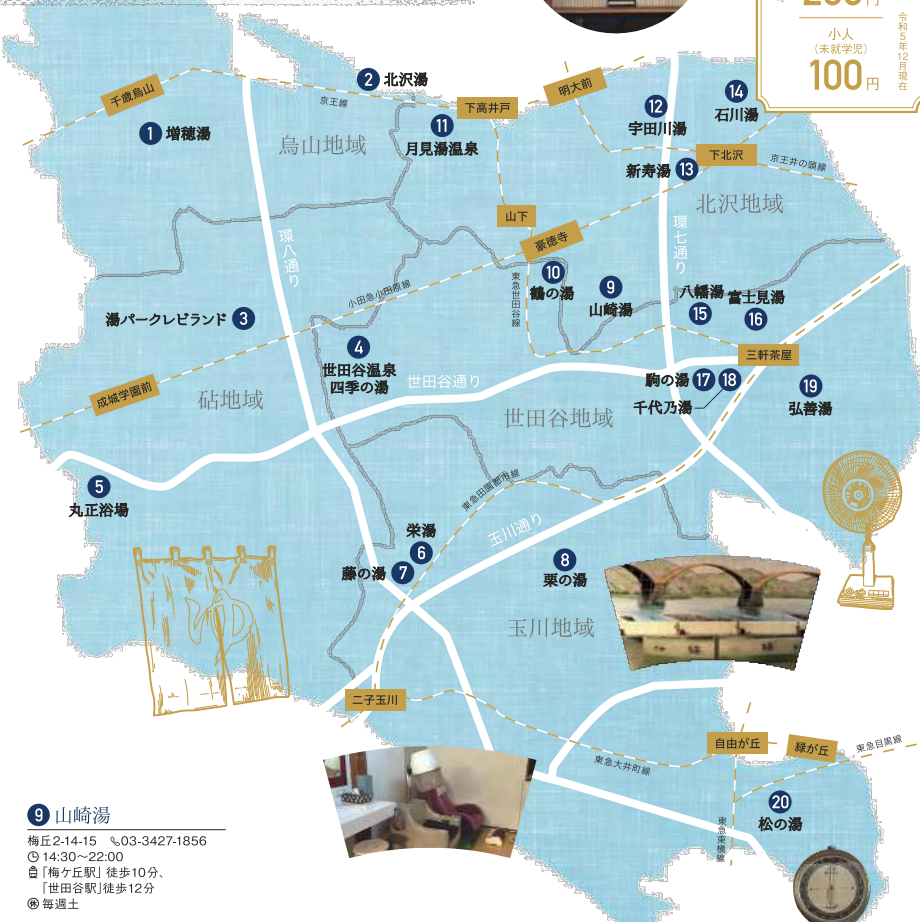 円
小人
(未就学児)
100円
令和5年12月現在
2 北沢湯
千歳烏山
京王線
下高井戸
明大前
12
宇田川湯
14
石川湯
1 増穂湯
11
月見湯温泉
烏山地域
新寿湯 13
下北沢
京王井の頭線
北沢地域
山下
豪徳寺
環八通り
環七通り
小田急小田原線
東急世田谷線
10
鶴の湯
9
山崎湯
八幡湯
15
富士見湯
16
湯パークレビランド 3
4
世田谷温泉
四季の湯
三軒茶屋
世田谷通り
駒の湯 17 18
千代乃湯
19
弘善湯
成城学園前
砧地域
世田谷地域
5
丸正浴場
東急田園都市線
玉川通り
栄湯
6
藤の湯 7
8
栗の湯
ゆ
玉川地域
二子玉川
自由が丘
緑が丘
東急目黒線
東急大井町線
20
松の湯
東急東横線
9 山崎湯
梅丘2-14-15 03-3427-1856
14:30〜22:00
「梅ケ丘駅」 徒歩10分、
「世田谷駅」徒歩12分
休 毎週土